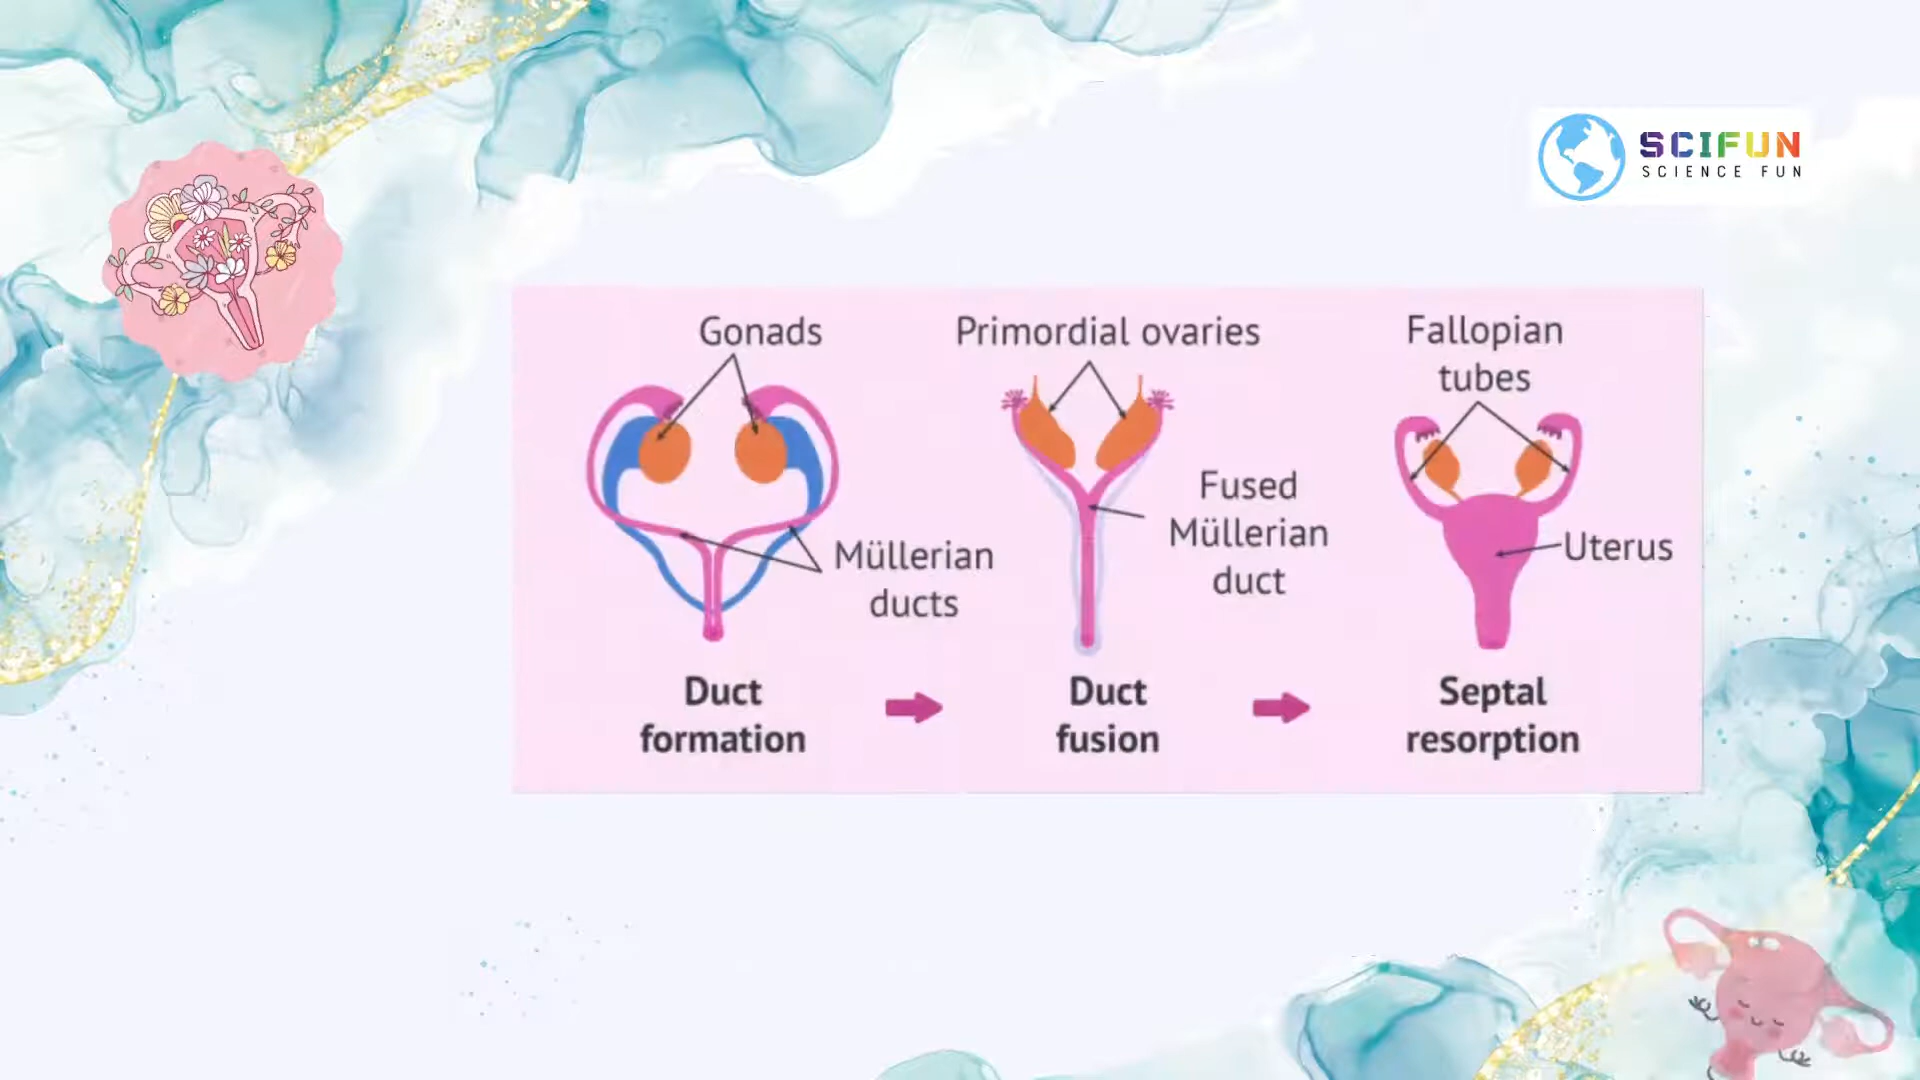 SCIFUN
SCIENCE FUN
Gonads
Primordial ovaries
Fallopian
tubes
Fused
Müllerian
duct
Müllerian
ducts
Uterus
Duct
formation
Duct
fusion
Septal
resorption